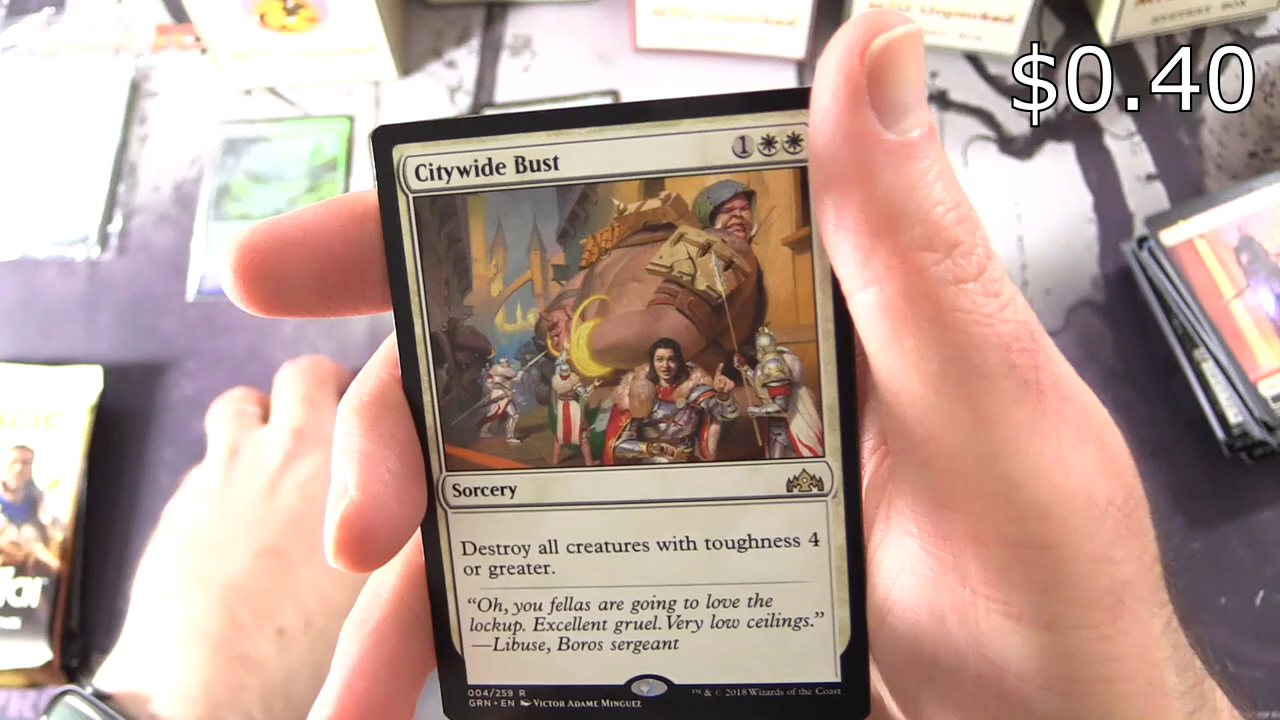 $0.40
Citywide Bust
1
Sorcery
Destroy all creatures with toughness 4
or greater.
“Oh, you fellas are going to love the
lockup. Excellent gruel. Very low ceilings.”
—Libuse, Boros sergeant
004/259 R
GRN • EN Victor Adame Minguez
™ & © 2018 Wizards of the Coast